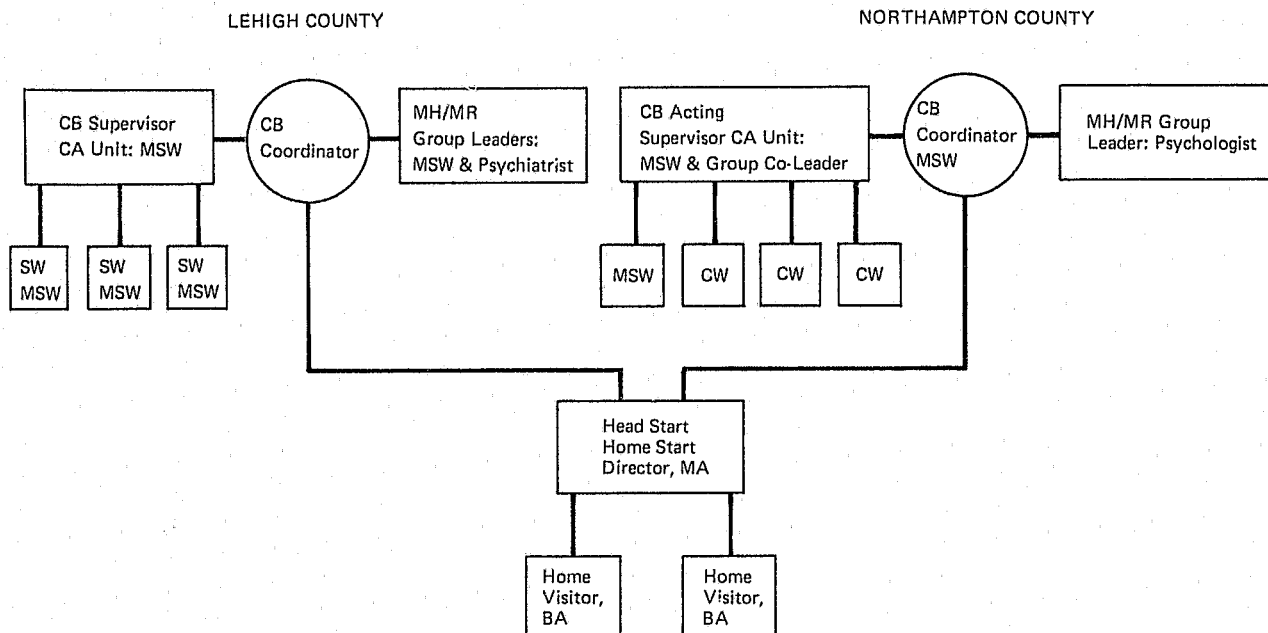 LEHIGH COUNTY
NORTHAMPTON COUNTY
CB Supervisor
CA Unit: MSW
CB
Coordinator
MH/MR
Group Leaders:
MSW & Psychiatrist
CB Acting
Supervisor CA Unit:
MSW & Group Co-Leader
CB
Coordinator
MSW
MH/MR Group
Leader: Psychologist
SW
MSW
SW
MSW
SW
MSW
MSW
CW
CW
CW
Head Start
Home Start
Director, MA
Home
Visitor,
BA
Home
Visitor,
BA